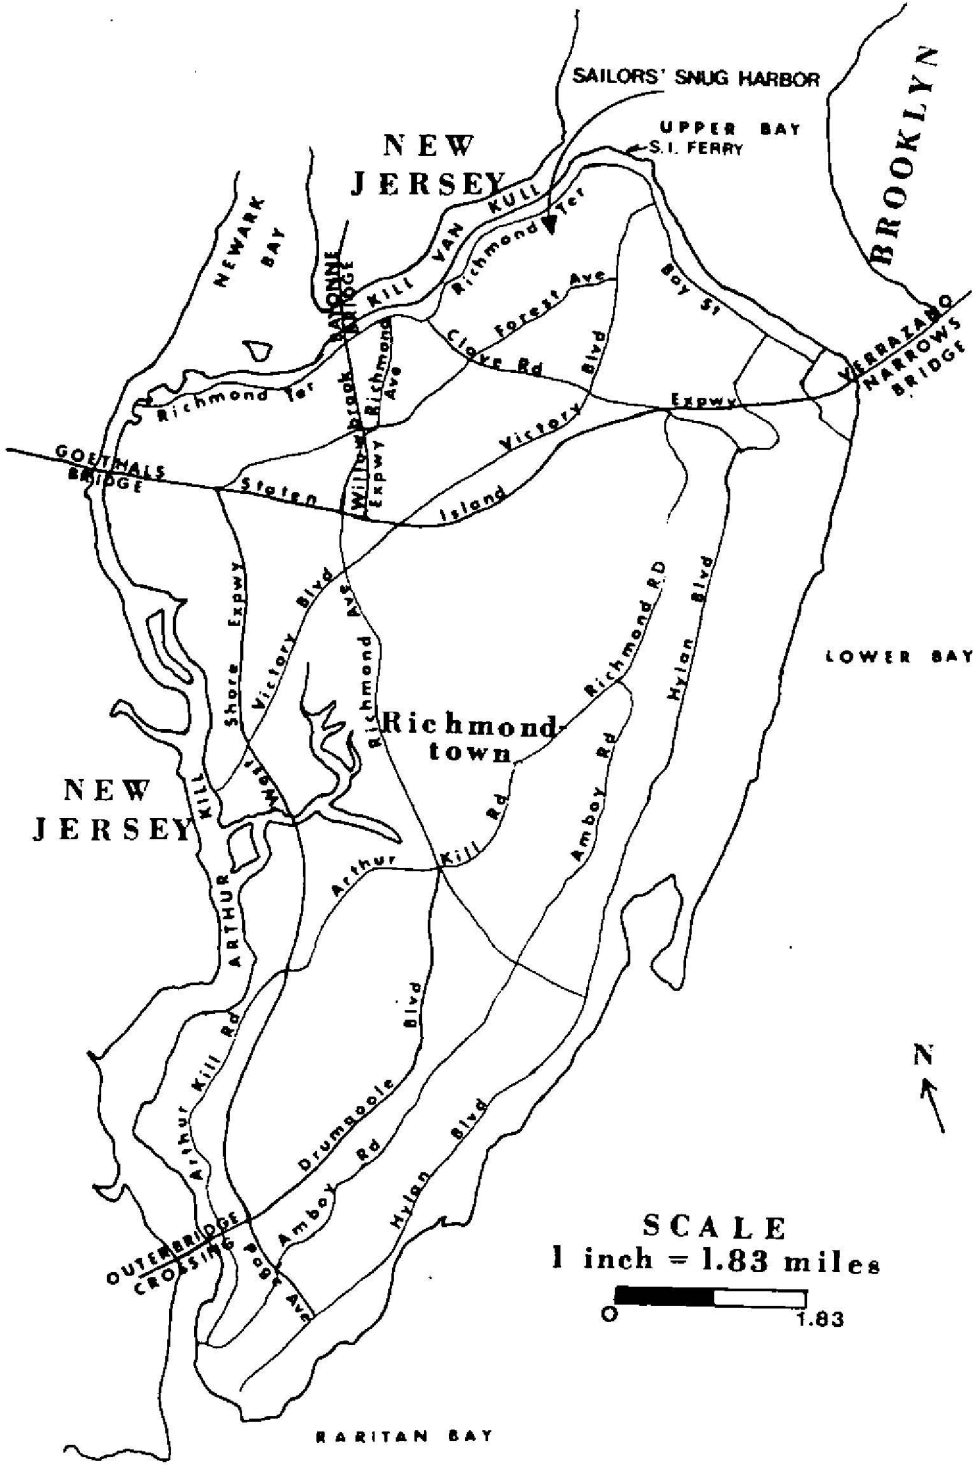 SAILORS' SNUG HARBOR
UPPER BAY
S.I. FERRY
BROOKLYN
NEW
JERSEY
NEWARK
BAY
KILL VAN KULL
Richmond Ter
BAYONNE
BRIDGE
Forest Ave
Bay St
Clove Rd
Victory Blvd
VERRAZANO
NARROWS
BRIDGE
Richmond Ter
Richmond
Ave
Willowbrook
Expwy
Staten Island Expwy
GOETHALS
BRIDGE
West Shore Expwy
Victory Blvd
Richmond Ave
Richmond RD
Hylan Blvd
LOWER BAY
Richmond-
town
Amboy Rd
NEW
JERSEY
ARTHUR KILL
Arthur Kill Rd
Drumgoole Blvd
Arthur Kill Rd
Amboy Rd
Hylan Blvd
N
OUTERBRIDGE
CROSSING
Page Ave
SCALE
1 inch = 1.83 miles
0 1.83
RARITAN BAY